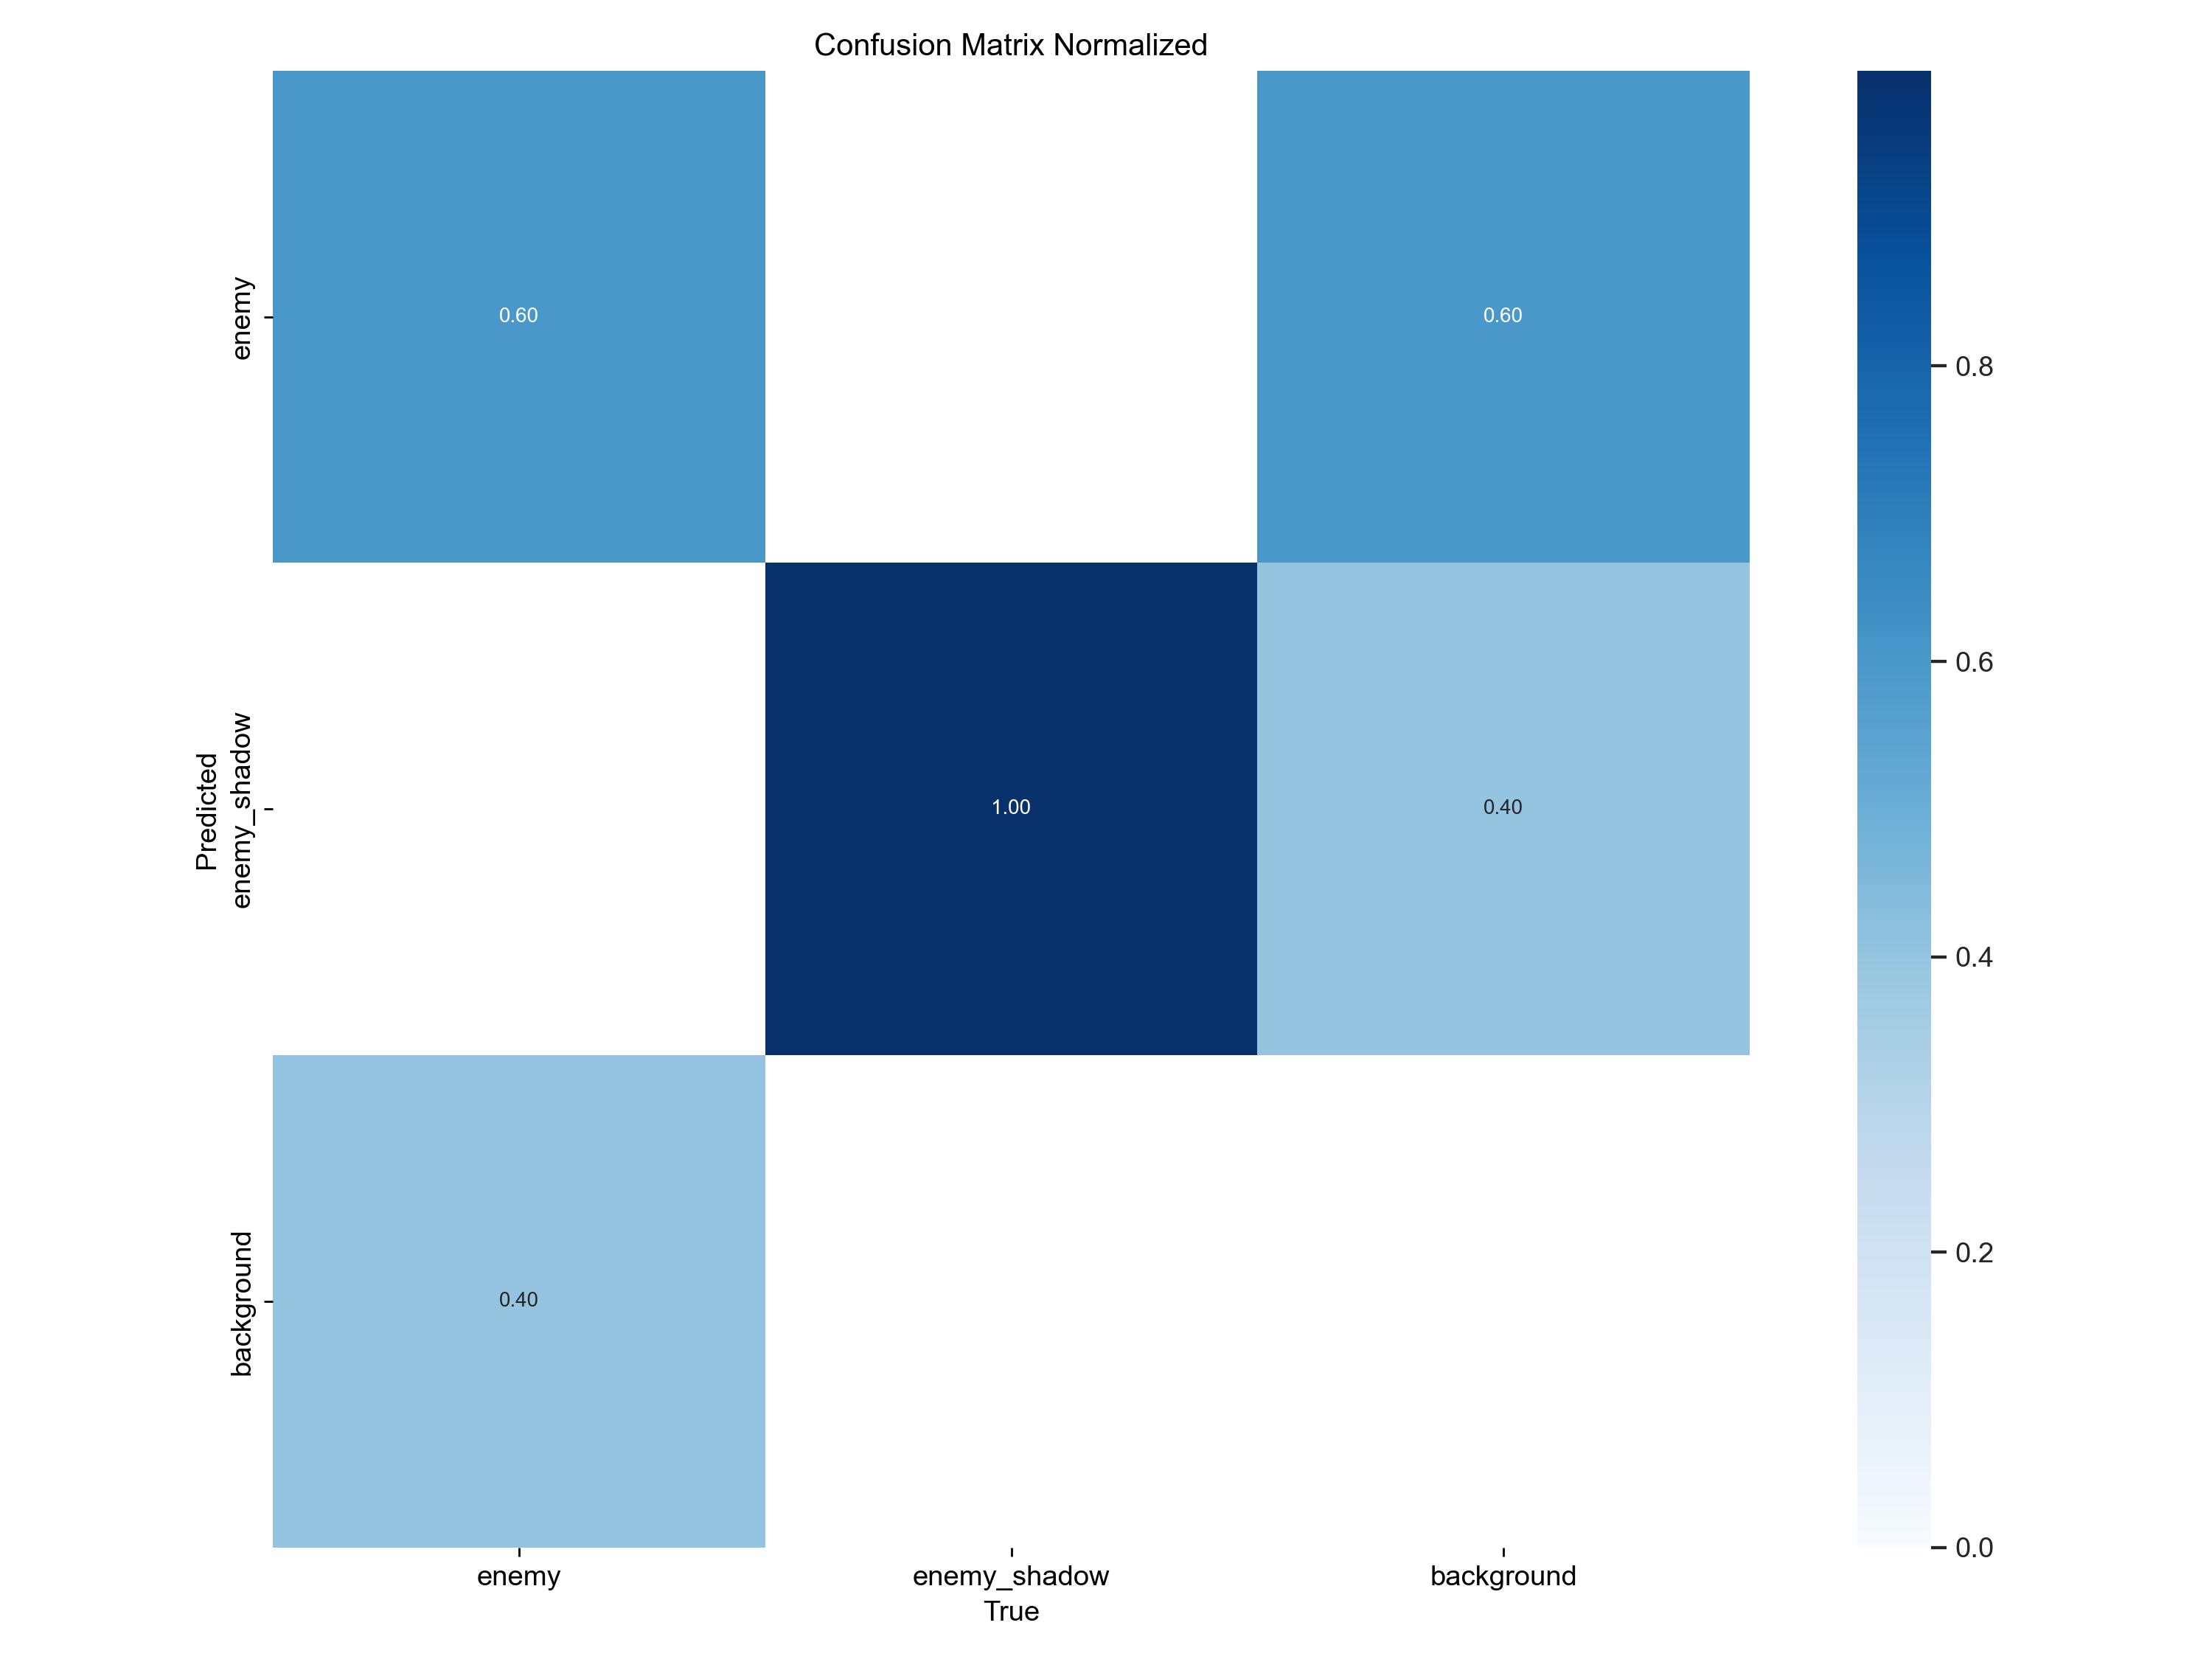 Confusion Matrix Normalized
enemy
0.60
0.60
Predicted
enemy_shadow
1.00
0.40
background
0.40
enemy
enemy_shadow
background
True
0.8
0.6
0.4
0.2
0.0